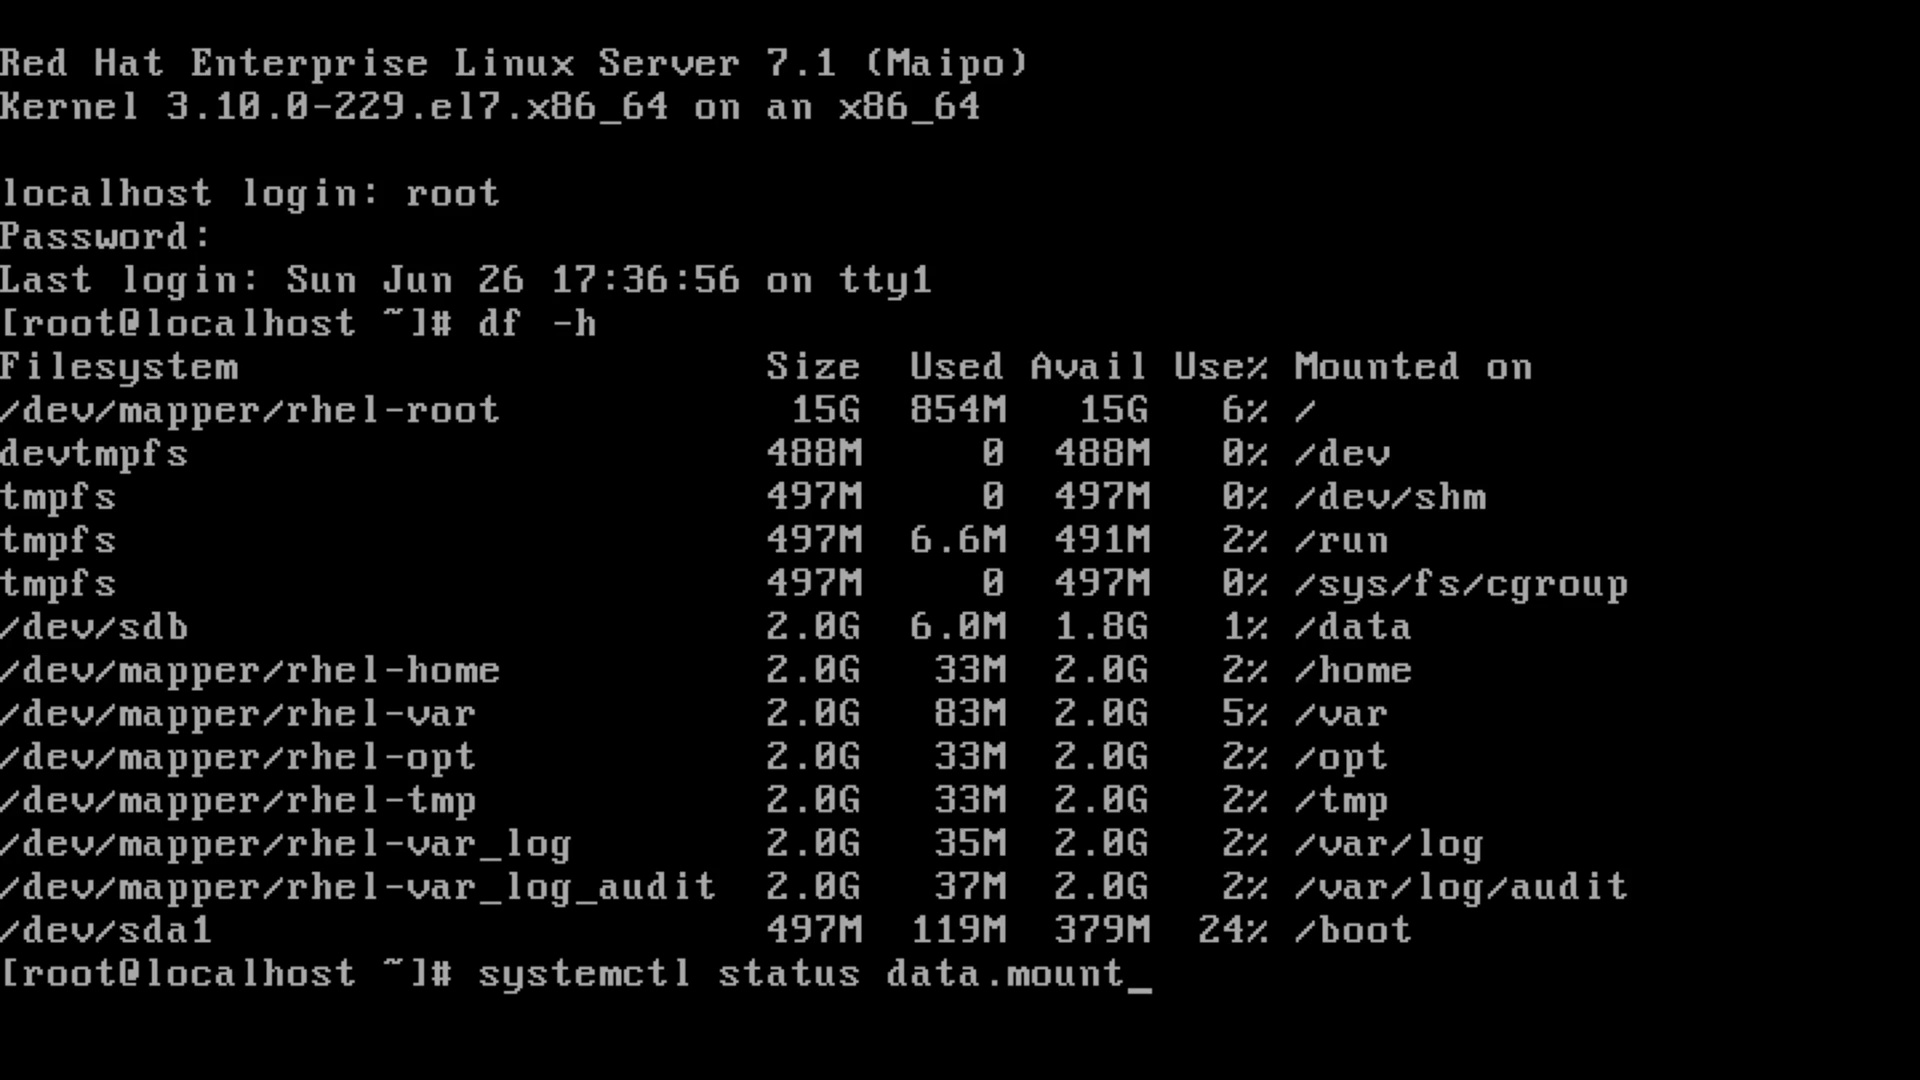 Red Hat Enterprise Linux Server 7.1 (Maipo)
Kernel 3.10.0-229.el7.x86_64 on an x86_64
localhost login: root
Password:
Last login: Sun Jun 26 17:36:56 on tty1
[root@localhost ~]# df -h
Filesystem                      Size  Used Avail Use% Mounted on
/dev/mapper/rhel-root            15G  854M   15G   6% /
devtmpfs                        488M     0  488M   0% /dev
tmpfs                           497M     0  497M   0% /dev/shm
tmpfs                           497M  6.6M  491M   2% /run
tmpfs                           497M     0  497M   0% /sys/fs/cgroup
/dev/sdb                        2.0G  6.0M  1.8G   1% /data
/dev/mapper/rhel-home           2.0G   33M  2.0G   2% /home
/dev/mapper/rhel-var            2.0G   83M  2.0G   5% /var
/dev/mapper/rhel-opt            2.0G   33M  2.0G   2% /opt
/dev/mapper/rhel-tmp            2.0G   33M  2.0G   2% /tmp
/dev/mapper/rhel-var_log        2.0G   35M  2.0G   2% /var/log
/dev/mapper/rhel-var_log_audit  2.0G   37M  2.0G   2% /var/log/audit
/dev/sda1                       497M  119M  379M  24% /boot
[root@localhost ~]# systemctl status data.mount_